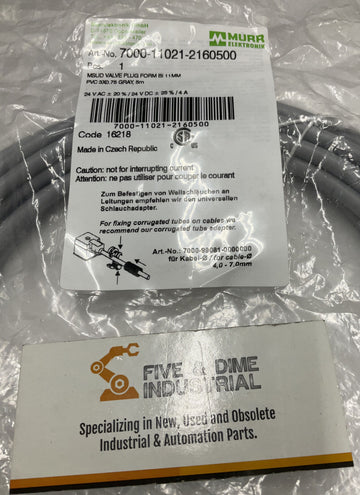 MURR
ELEKTRONIK
Art.-No. 7000-11021-2160500
Pcs. 1
MSUD VALVE PLUG FORM BI 11MM
PVC 3X0.75 GRAY, 5m
24 V AC ± 20% / 24 V DC ± 25% / 4 A
7000-11021-2160500
Code 16218
Made in Czech Republic
Caution: not for interrupting current
Attention: ne pas utiliser pour couper le courant
Zum Befestigen von Wellschläuchen an
Leitungen empfehlen wir den universellen
Schlauchadapter.
For fixing corrugated tubes on cables we
recommend our corrugated tube adapter.
Art.-No.: 7000-99081-0000000
für Kabel-Ø / for cable-Ø
4,0 - 7,0mm
FIVE & DIME
INDUSTRIAL
Specializing in New, Used and Obsolete
Industrial & Automation Parts.